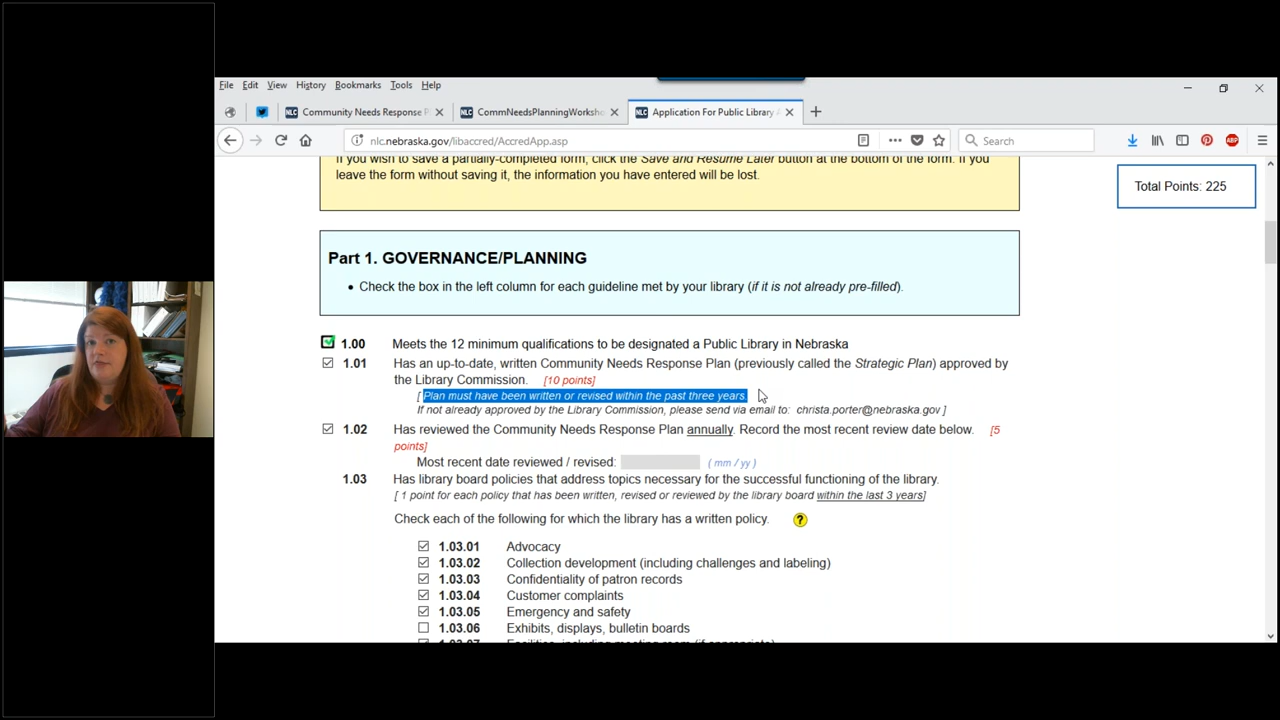 File Edit View History Bookmarks Tools Help
NLC Community Needs Response P
NLC CommNeedsPlanningWorksho
NLC Application For Public Library A
nlc.nebraska.gov/libaccred/AccredApp.asp
Search
ABP
If you wish to save a partially-completed form, click the Save and Resume Later button at the bottom of the form. If you
leave the form without saving it, the information you have entered will be lost.
Total Points: 225
Part 1. GOVERNANCE/PLANNING
• Check the box in the left column for each guideline met by your library (if it is not already pre-filled).
1.00 Meets the 12 minimum qualifications to be designated a Public Library in Nebraska
1.01 Has an up-to-date, written Community Needs Response Plan (previously called the Strategic Plan) approved by
the Library Commission. [10 points]
[ Plan must have been written or revised within the past three years.
If not already approved by the Library Commission, please send via email to: christa.porter@nebraska.gov ]
1.02 Has reviewed the Community Needs Response Plan annually. Record the most recent review date below. [5
points]
Most recent date reviewed / revised: ( mm / yy )
1.03 Has library board policies that address topics necessary for the successful functioning of the library.
[ 1 point for each policy that has been written, revised or reviewed by the library board within the last 3 years]
Check each of the following for which the library has a written policy. ?
1.03.01 Advocacy
1.03.02 Collection development (including challenges and labeling)
1.03.03 Confidentiality of patron records
1.03.04 Customer complaints
1.03.05 Emergency and safety
1.03.06 Exhibits, displays, bulletin boards
1.03.07 Facilities, including meeting room (if appropriate)